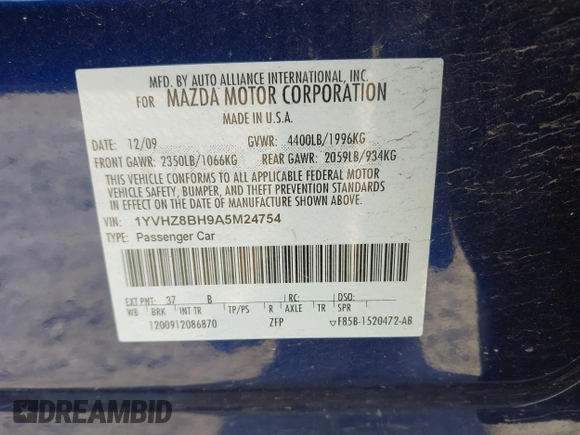 MFD. BY AUTO ALLIANCE INTERNATIONAL, INC.
FOR MAZDA MOTOR CORPORATION
MADE IN U.S.A.
DATE: 12/09 GVWR: 4400LB/1996KG
FRONT GAWR: 2350LB/1066KG REAR GAWR: 2059LB/934KG
THIS VEHICLE CONFORMS TO ALL APPLICABLE FEDERAL MOTOR
VEHICLE SAFETY, BUMPER, AND THEFT PREVENTION STANDARDS
IN EFFECT ON THE DATE OF MANUFACTURE SHOWN ABOVE.
VIN: 1YVHZ8BH9A5M24754
TYPE: Passenger Car
EXT PNT: 37 B RC: DSO:
WB BRK INT TR TP/PS R AXLE TR SPR
1200912086870 ZFP ▽F85B-1520472-AB
DREAMBID